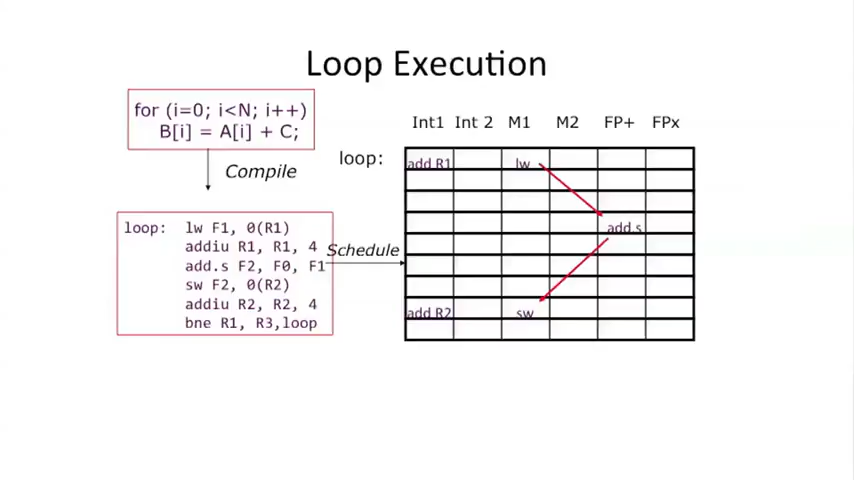 Loop Execution
for (i=0; i<N; i++)
B[i] = A[i] + C;
Compile
loop: lw F1, 0(R1)
addiu R1, R1, 4
add.s F2, F0, F1
sw F2, 0(R2)
addiu R2, R2, 4
bne R1, R3,loop
Schedule
Int1 Int 2 M1 M2 FP+ FPx
loop:
add R1 lw
add.s
add R2 sw